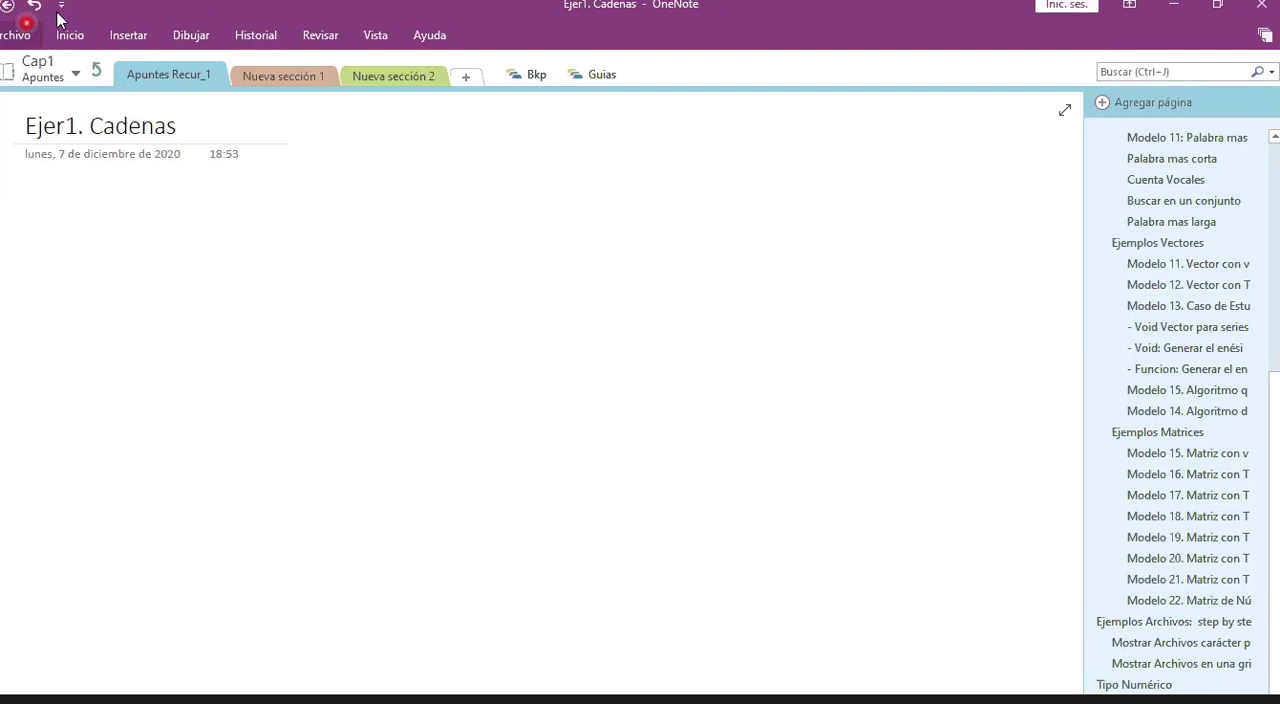 Ejer1. Cadenas - OneNote
Inic. ses.
rchivo Inicio Insertar Dibujar Historial Revisar Vista Ayuda
Cap1
Apuntes
Apuntes Recur_1 Nueva sección 1 Nueva sección 2 + Bkp Guias
Buscar (Ctrl+J)
Agregar página
Ejer1. Cadenas
lunes, 7 de diciembre de 2020 18:53
Modelo 11: Palabra mas
Palabra mas corta
Cuenta Vocales
Buscar en un conjunto
Palabra mas larga
Ejemplos Vectores
Modelo 11. Vector con v
Modelo 12. Vector con T
Modelo 13. Caso de Estu
- Void Vector para series
- Void: Generar el enési
- Funcion: Generar el en
Modelo 15. Algoritmo q
Modelo 14. Algoritmo d
Ejemplos Matrices
Modelo 15. Matriz con v
Modelo 16. Matriz con T
Modelo 17. Matriz con T
Modelo 18. Matriz con T
Modelo 19. Matriz con T
Modelo 20. Matriz con T
Modelo 21. Matriz con T
Modelo 22. Matriz de Nú
Ejemplos Archivos: step by ste
Mostrar Archivos carácter p
Mostrar Archivos en una gri
Tipo Numérico